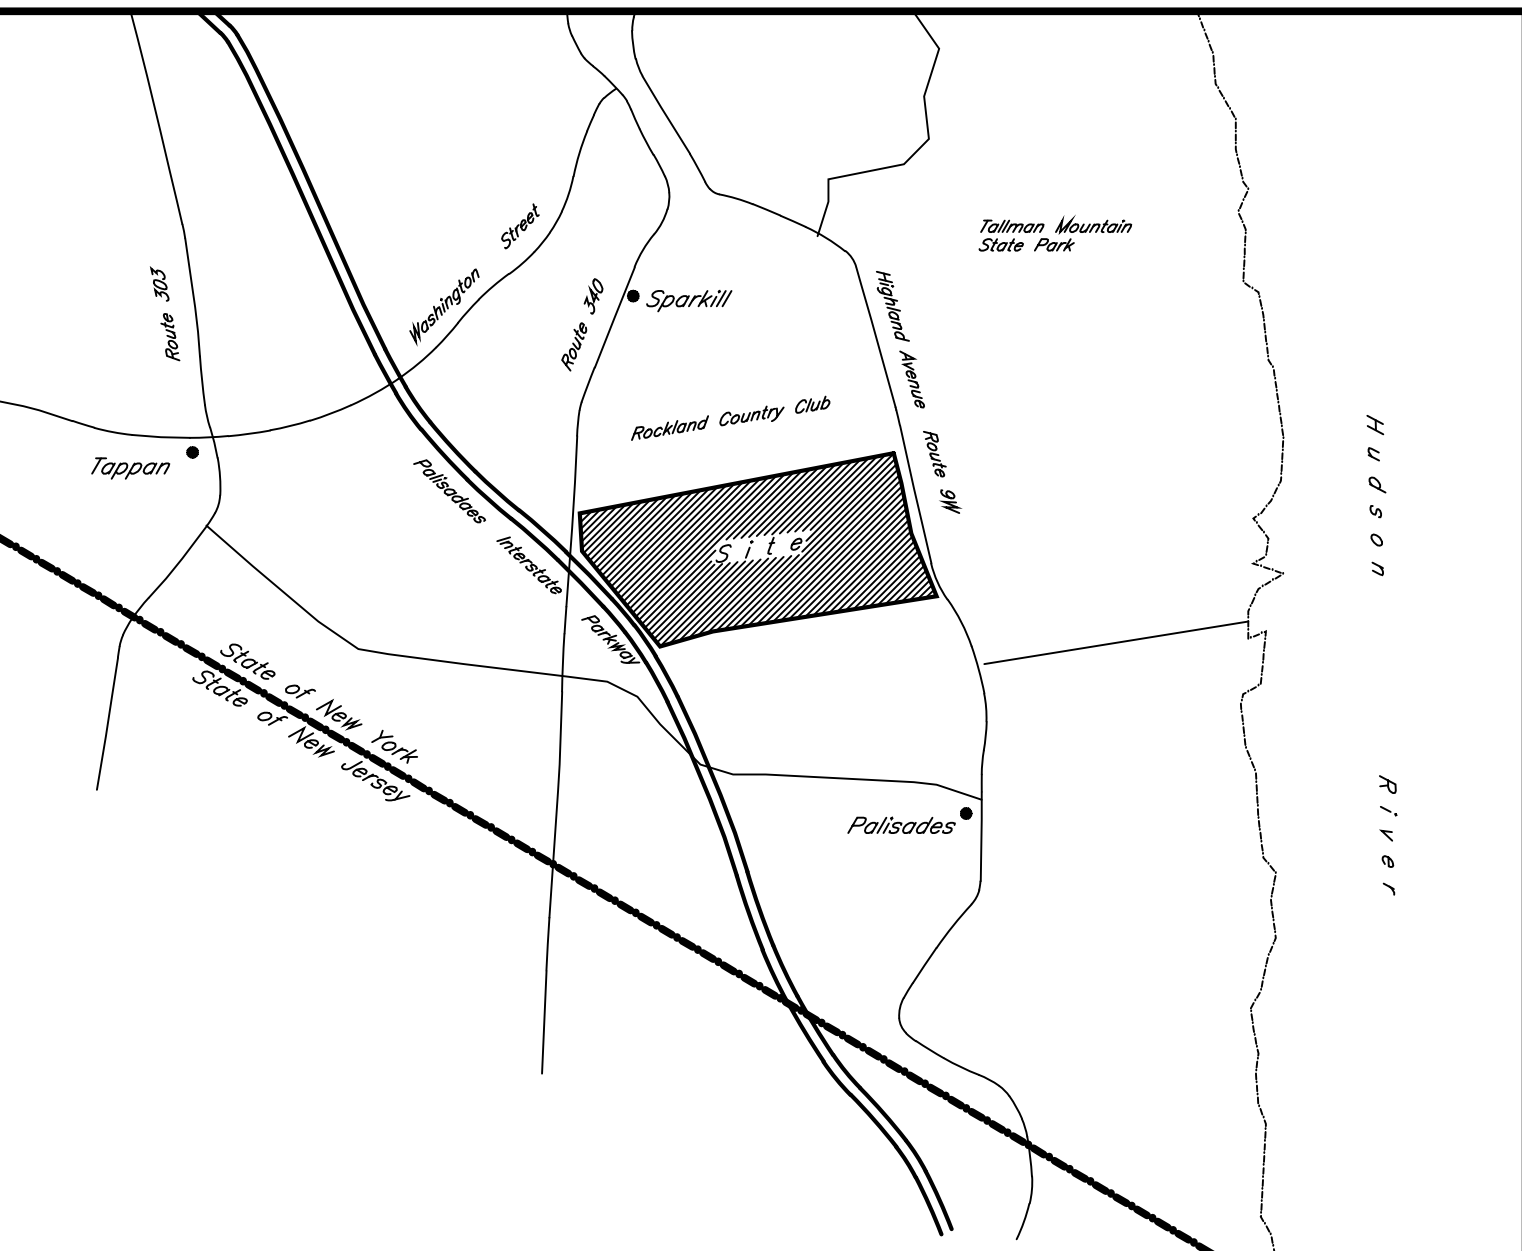 Tallman Mountain
State Park
Washington Street
Route 303
Route 340
Sparkill
Highland Avenue Route 9W
Rockland Country Club
Tappan
Palisades Interstate Parkway
Site
Hudson River
State of New York
State of New Jersey
Palisades